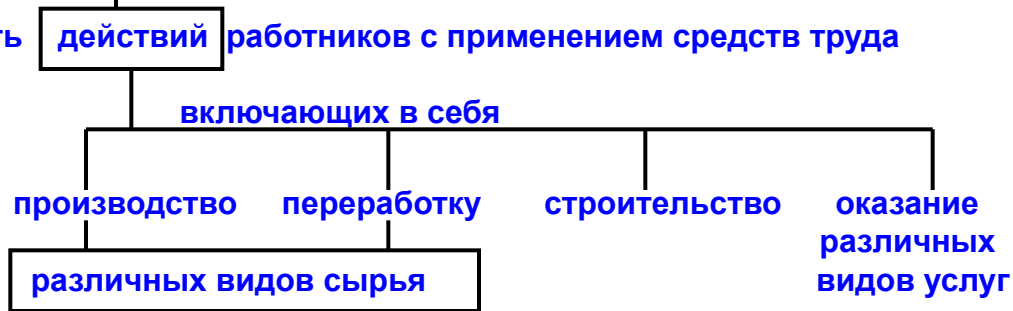 действий работников с применением средств труда
включающих в себя
производство переработку строительство оказание
различных
различных видов сырья видов услуг